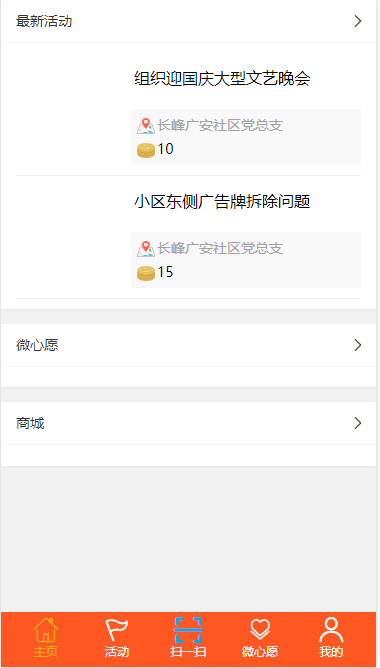 最新活动
组织迎国庆大型文艺晚会
长峰广安社区党总支
10
小区东侧广告牌拆除问题
长峰广安社区党总支
15
微心愿
商城
主页 活动 扫一扫 微心愿 我的